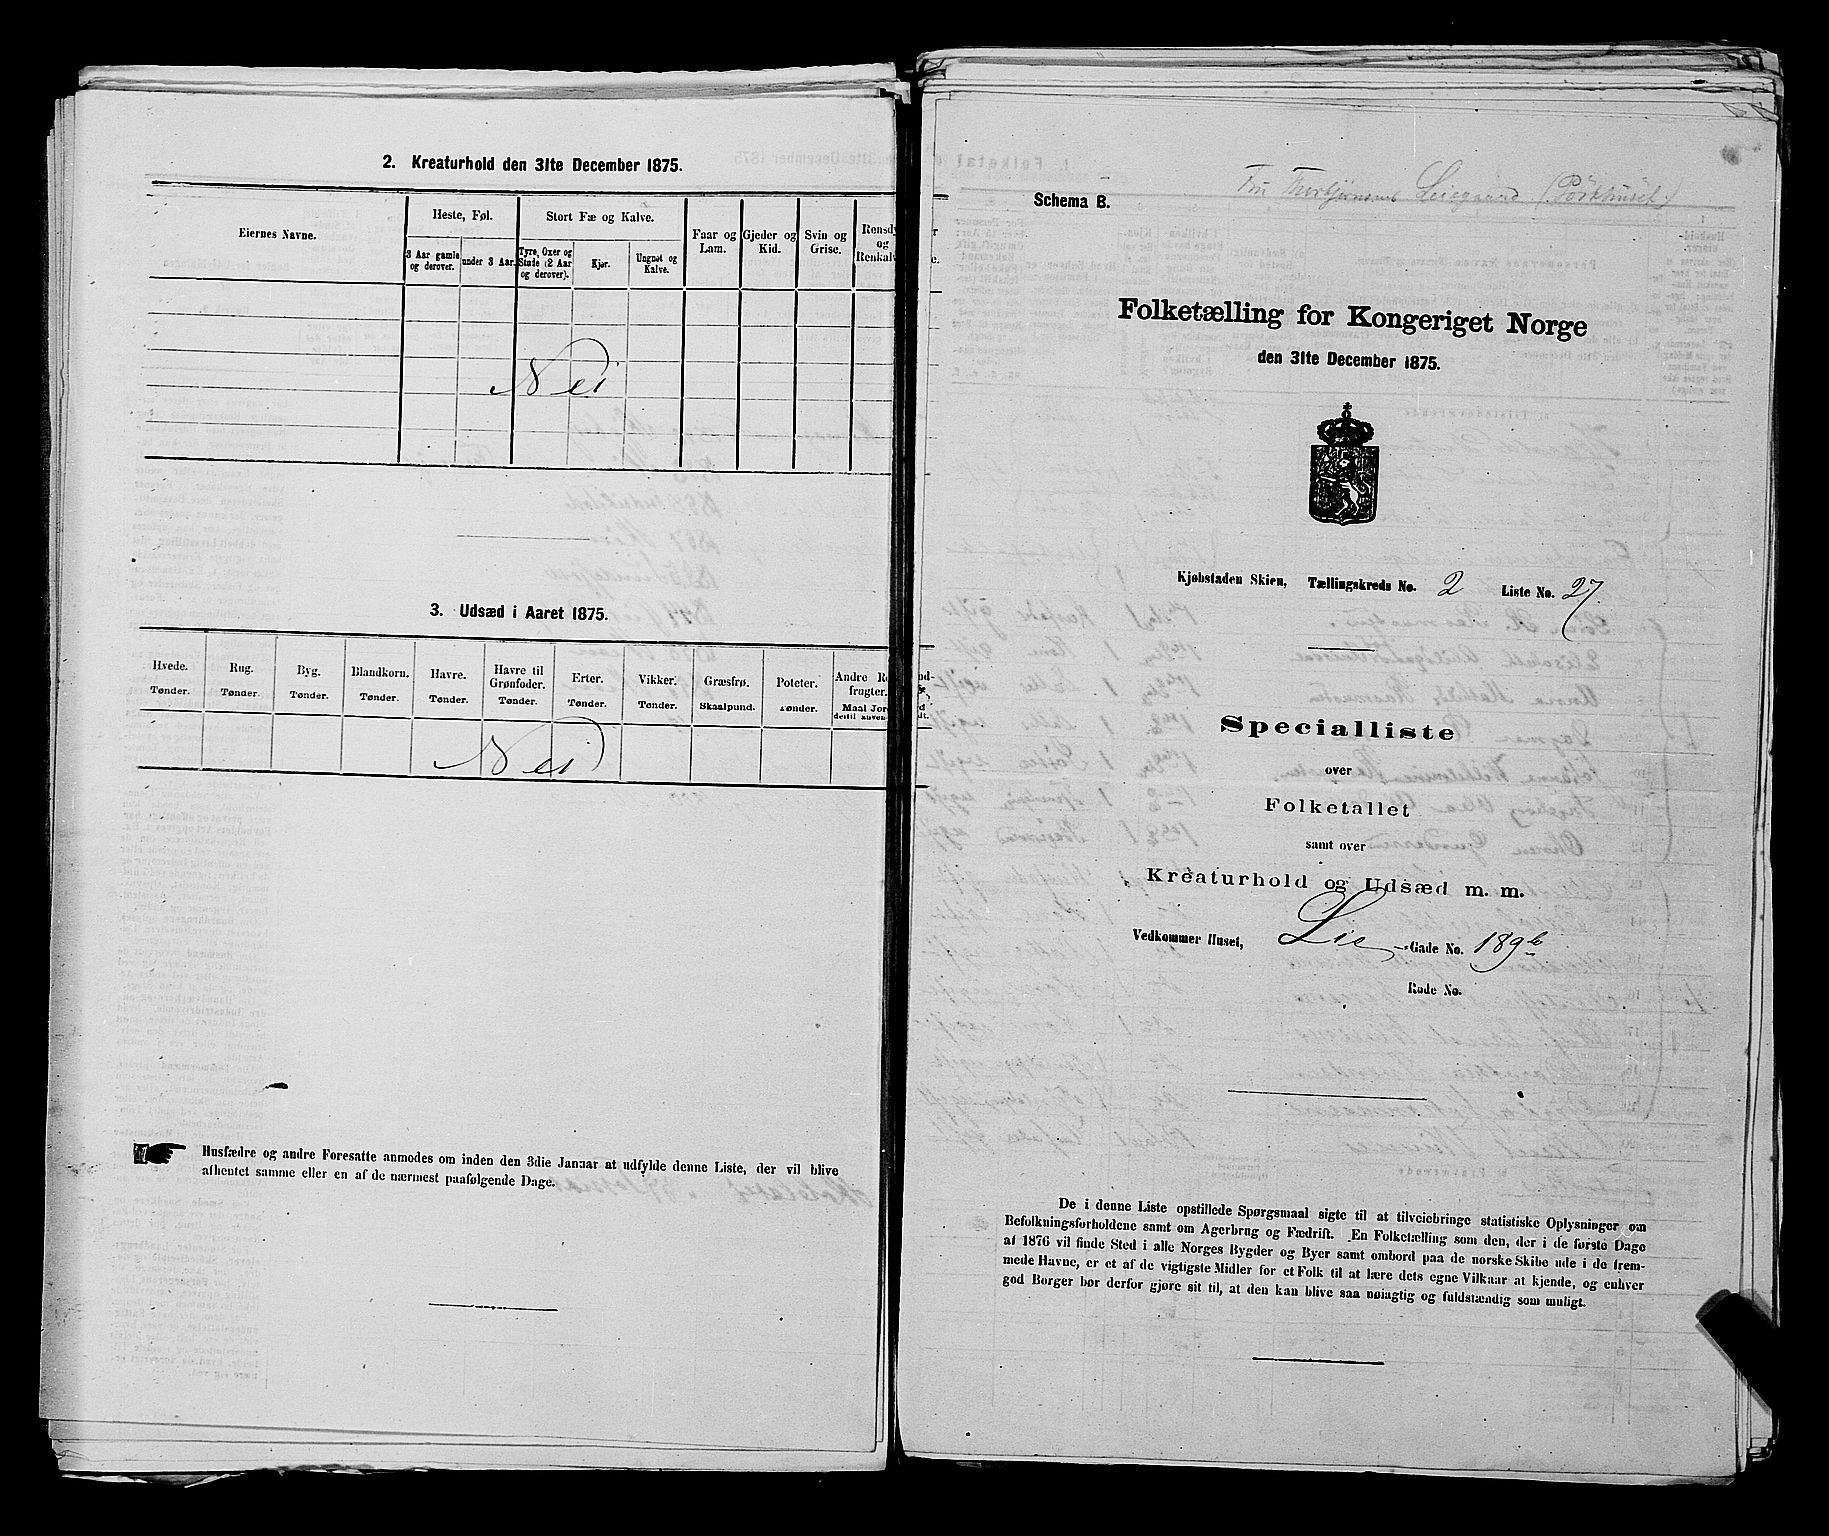 2. Kreaturhold den 31te December 1875.
Eiernes Navne.
Heste, Føl.
Stort Fæ og Kalve.
Faar og Lam.
Gjeder og Kid.
Svin og Grise.
og
3 Aar gamle og derover.
under 3 Aar.
Tyre, Oxer og Stude (2 Aar og derover).
Kjør.
Ungnøt og Kalve.
Nei
3. Udsæd i Aaret 1875.
Hvede.
Rug.
Byg.
Blandkorn.
Havre.
Havre til Grønfoder.
Erter.
Vikker.
Græsfrø.
Poteter.
Andre
frugter.
Tønder.
Tønder.
Tønder.
Tønder.
Tønder.
Tønder.
Tønder.
Tønder.
Skaalpund.
Tønder.
Maal
Nei
Husfædre og andre Foresatte anmodes om inden den 3die Januar at udfylde denne Liste, der vil blive
afhentet samme eller en af de nærmest paafølgende Dage.
Schema B.
Leiegaard
Folketælling for Kongeriget Norge
den 31te December 1875.
Kjøbstaden Skien, Tællingskreds No. 2 Liste No. 27.
Specialliste
over
Folketallet
samt over
Kreaturhold og Udsæd m. m.
Vedkommer Huset, Lie -Gade No. 189b
Rode No.
De i denne Liste opstillede Spørgsmaal sigte til at tilveiebringe statistiske Oplysninger om
Befolkningsforholdene samt om Agerbrug og Fædrift. En Folketælling som den, der i de første Dage
af 1876 vil finde Sted i alle Norges Bygder og Byer samt ombord paa de norske Skibe ude i de frem-
mede Havne, er et af de vigtigste Midler for et Folk til at lære dets egne Vilkaar at kjende, og enhver
god Borger bør derfor gjøre sit til, at den kan blive saa nøiagtig og fuldstændig som muligt.